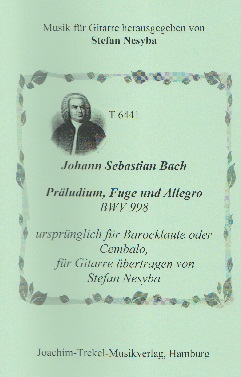 Musik für Gitarre herausgegeben von
Stefan Nesyba
T 6441
Johann Sebastian Bach
Präludium, Fuge und Allegro
BWV 998
ursprünglich für Barocklaute oder
Cembalo,
für Gitarre übertragen von
Stefan Nesyba
Joachim-Trekel-Musikverlag, Hamburg